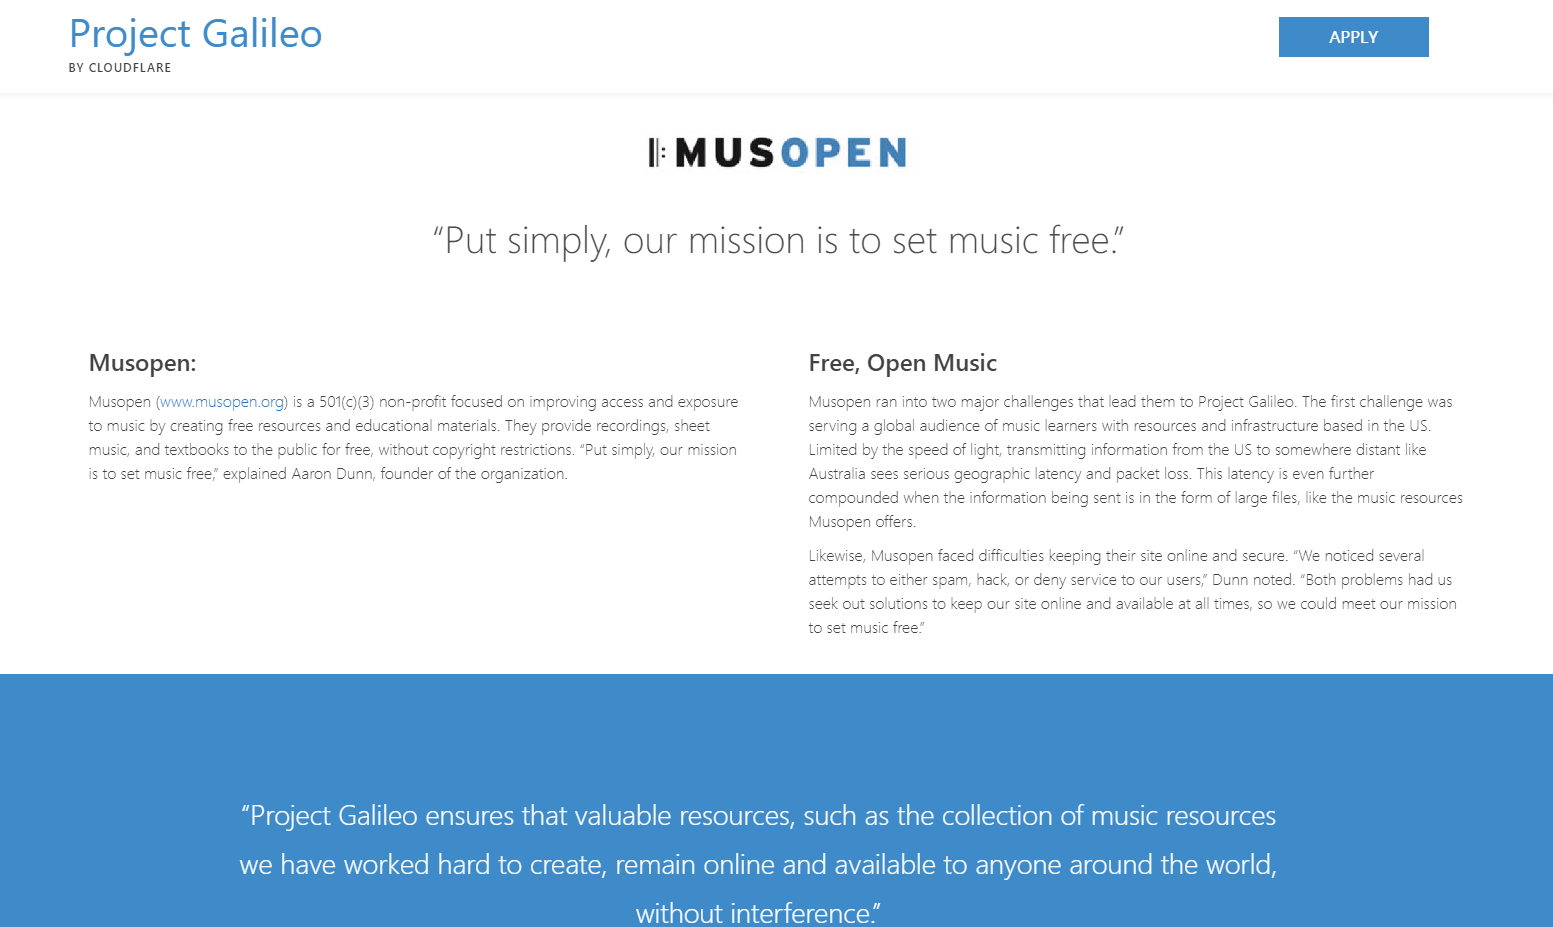 Project Galileo
BY CLOUDFLARE
APPLY
MUSOPEN
“Put simply, our mission is to set music free.”
Musopen:
Musopen (www.musopen.org) is a 501(c)(3) non-profit focused on improving access and exposure
to music by creating free resources and educational materials. They provide recordings, sheet
music, and textbooks to the public for free, without copyright restrictions. “Put simply, our mission
is to set music free,” explained Aaron Dunn, founder of the organization.
Free, Open Music
Musopen ran into two major challenges that lead them to Project Galileo. The first challenge was
serving a global audience of music learners with resources and infrastructure based in the US.
Limited by the speed of light, transmitting information from the US to somewhere distant like
Australia sees serious geographic latency and packet loss. This latency is even further
compounded when the information being sent is in the form of large files, like the music resources
Musopen offers.
Likewise, Musopen faced difficulties keeping their site online and secure. “We noticed several
attempts to either spam, hack, or deny service to our users,” Dunn noted. “Both problems had us
seek out solutions to keep our site online and available at all times, so we could meet our mission
to set music free.”
“Project Galileo ensures that valuable resources, such as the collection of music resources
we have worked hard to create, remain online and available to anyone around the world,
without interference.”